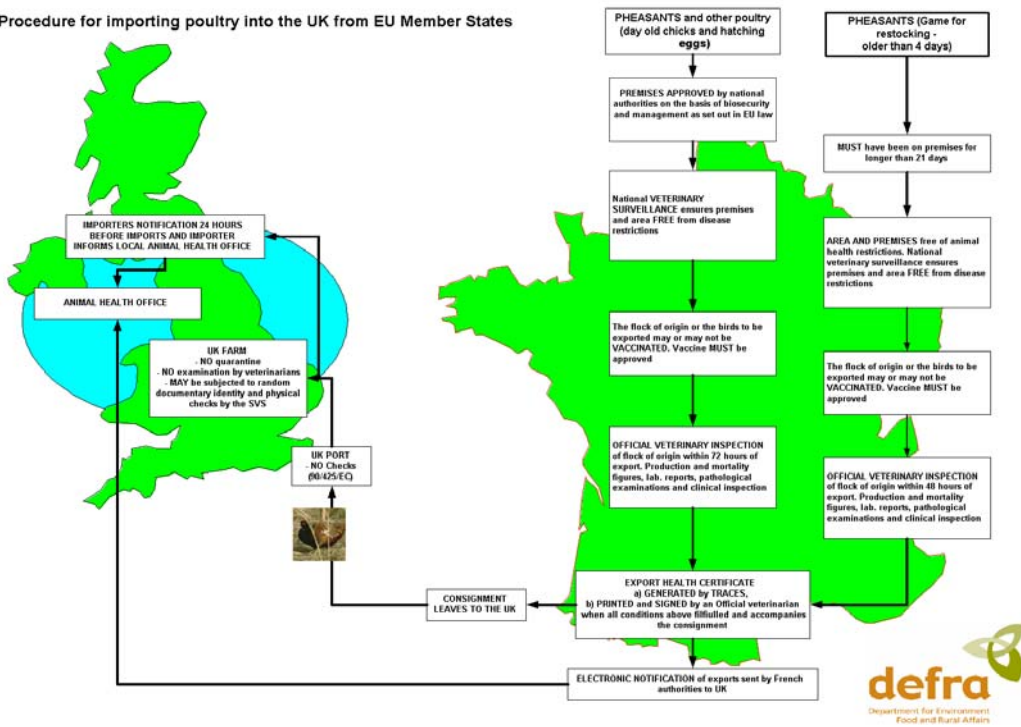 Procedure for importing poultry into the UK from EU Member States
PHEASANTS and other poultry
(day old chicks and hatching
eggs)
PHEASANTS (Game for
restocking -
older than 4 days)
PREMISES APPROVED by national
authorities on the basis of biosecurity
and management as set out in EU law
MUST have been on premises for
longer than 21 days
National VETERINARY
SURVEILLANCE ensures premises
and area FREE from disease
restrictions
AREA AND PREMISES free of animal
health restrictions. National
veterinary surveillance ensures
premises and area FREE from disease
restrictions
IMPORTERS NOTIFICATION 24 HOURS
BEFORE IMPORTS AND IMPORTER
INFORMS LOCAL ANIMAL HEALTH OFFICE
ANIMAL HEALTH OFFICE
The flock of origin or the birds to be
exported may or may not be
VACCINATED. Vaccine MUST be
approved
The flock of origin or the birds to be
exported may or may not be
VACCINATED. Vaccine MUST be
approved
UK FARM
- NO quarantine
- NO examination by veterinarians
- MAY be subjected to random
documentary identity and physical
checks by the SVS
UK PORT
- NO Checks
(90/425/EC)
OFFICIAL VETERINARY INSPECTION
of flock of origin within 72 hours of
export. Production and mortality
figures, lab. reports, pathological
examinations and clinical inspection
OFFICIAL VETERINARY INSPECTION
of flock of origin within 48 hours of
export. Production and mortality
figures, lab. reports, pathological
examinations and clinical inspection
EXPORT HEALTH CERTIFICATE
a) GENERATED by TRACES,
b) PRINTED and SIGNED by an Official veterinarian
when all conditions above filfiulled and accompanies
the consignment
CONSIGNMENT
LEAVES TO THE UK
ELECTRONIC NOTIFICATION of exports sent by French
authorities to UK
defra
Department for Environment
Food and Rural Affairs